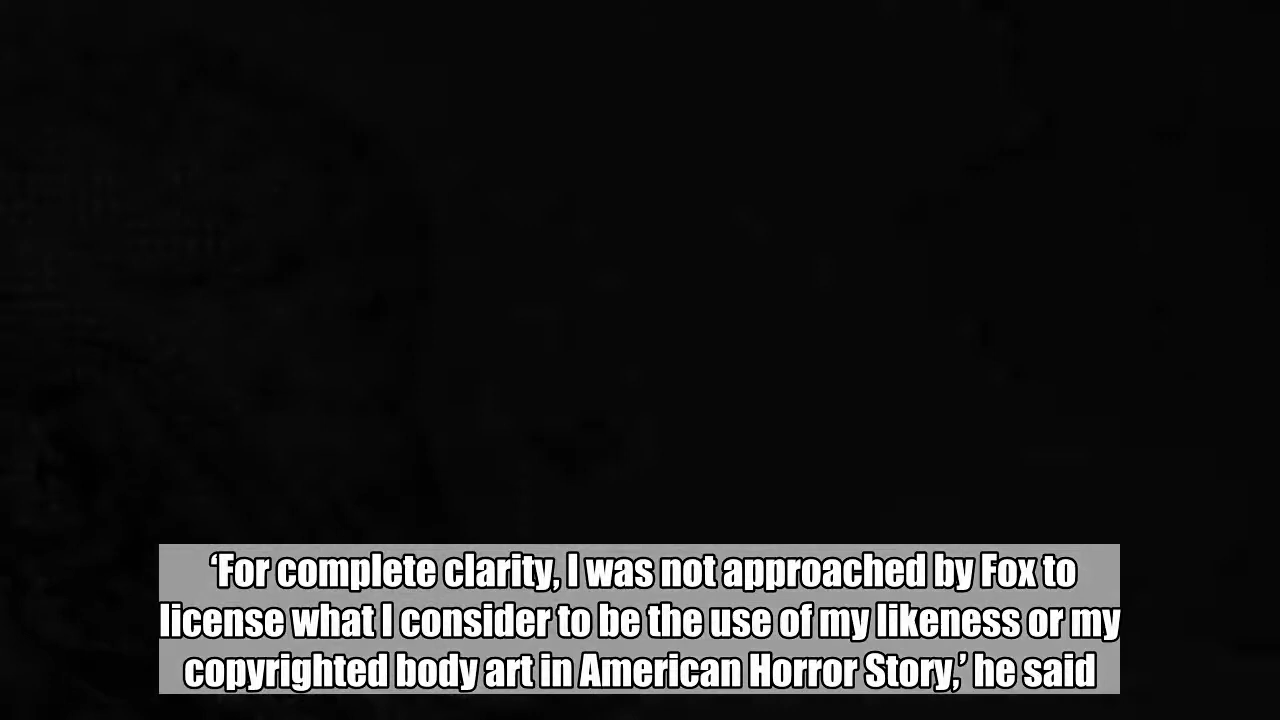 ‘For complete clarity, I was not approached by Fox to
license what I consider to be the use of my likeness or my
copyrighted body art in American Horror Story,’ he said